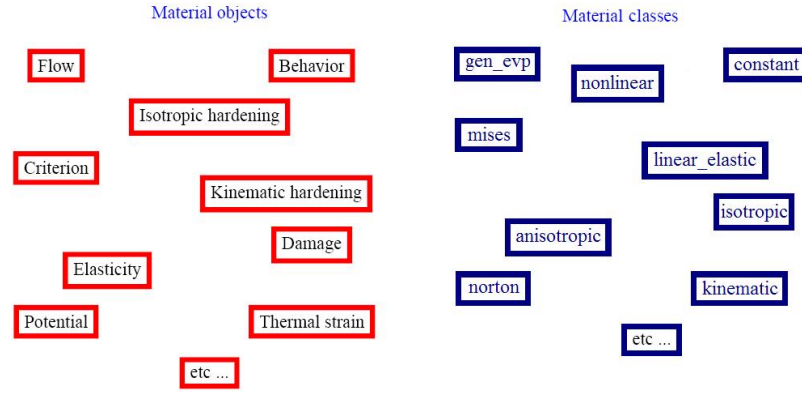 Material objects
Flow
Behavior
Isotropic hardening
Criterion
Kinematic hardening
Damage
Elasticity
Potential
Thermal strain
etc ...
Material classes
gen_evp
nonlinear
constant
mises
linear_elastic
isotropic
anisotropic
norton
kinematic
etc ...